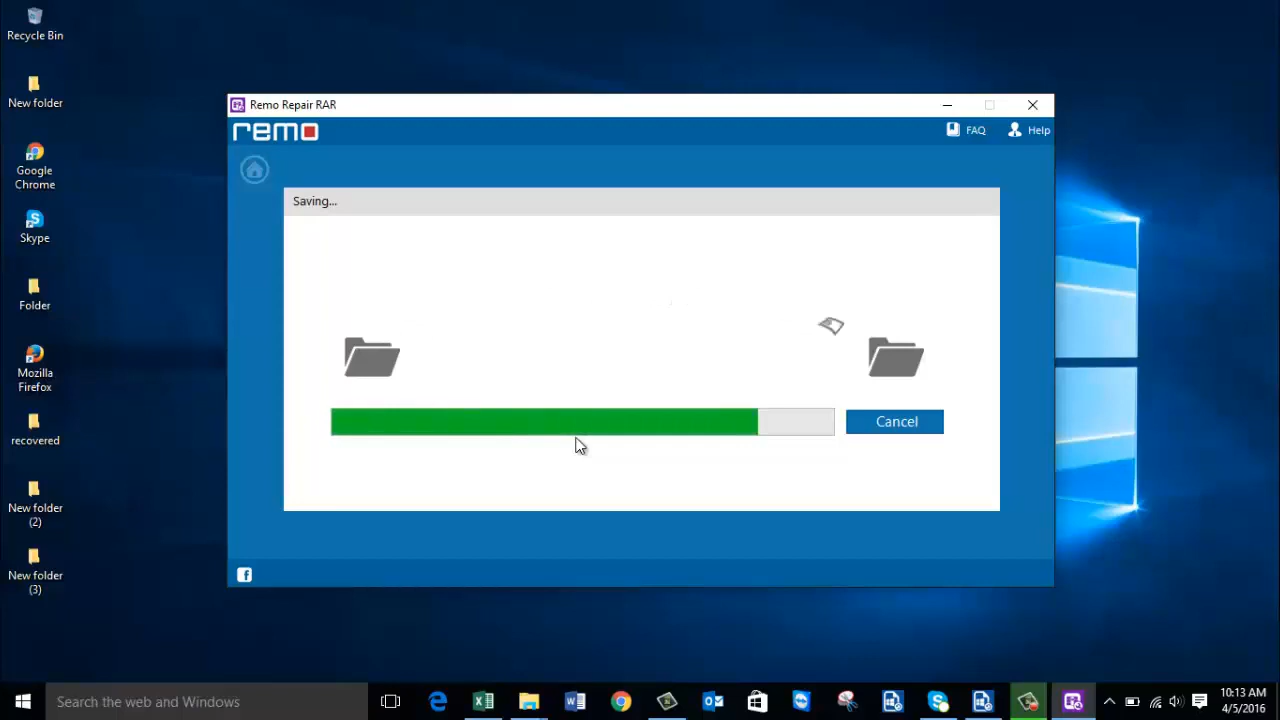 Recycle Bin
New folder
Google
Chrome
Skype
Folder
Mozilla
Firefox
recovered
New folder
(2)
New folder
(3)
Remo Repair RAR
remo
FAQ
Help
Saving...
Cancel
f
Search the web and Windows
10:13 AM
4/5/2016